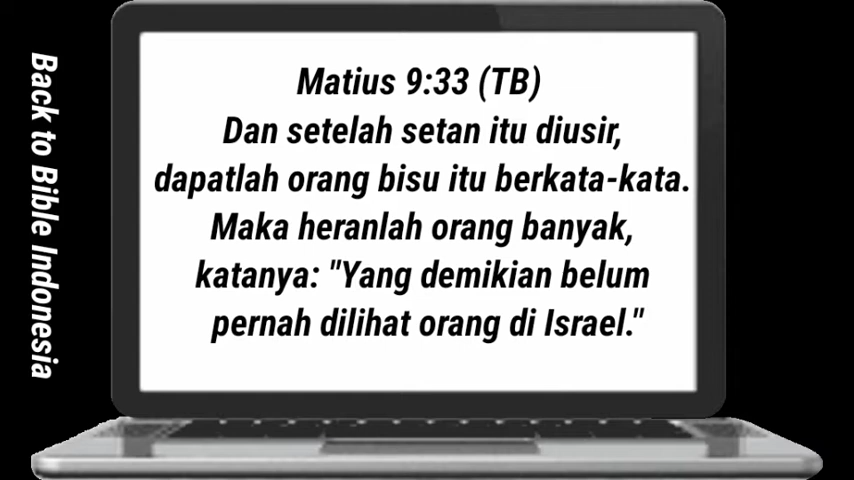 Back to Bible Indonesia
Matius 9:33 (TB)
Dan setelah setan itu diusir,
dapatlah orang bisu itu berkata-kata.
Maka heranlah orang banyak,
katanya: "Yang demikian belum
pernah dilihat orang di Israel."